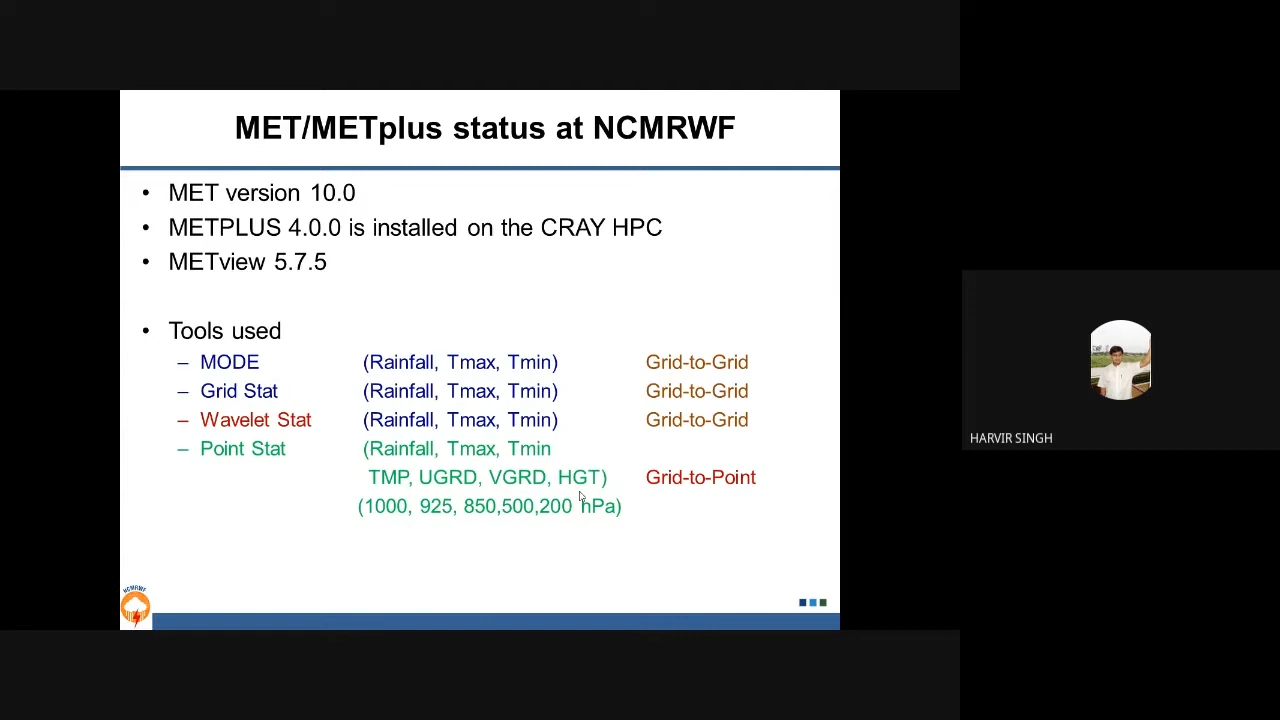 MET/METplus status at NCMRWF
• MET version 10.0
• METPLUS 4.0.0 is installed on the CRAY HPC
• METview 5.7.5
• Tools used
– MODE (Rainfall, Tmax, Tmin) Grid-to-Grid
– Grid Stat (Rainfall, Tmax, Tmin) Grid-to-Grid
– Wavelet Stat (Rainfall, Tmax, Tmin) Grid-to-Grid
– Point Stat (Rainfall, Tmax, Tmin
TMP, UGRD, VGRD, HGT) Grid-to-Point
(1000, 925, 850,500,200 hPa)
NCMRWF
HARVIR SINGH